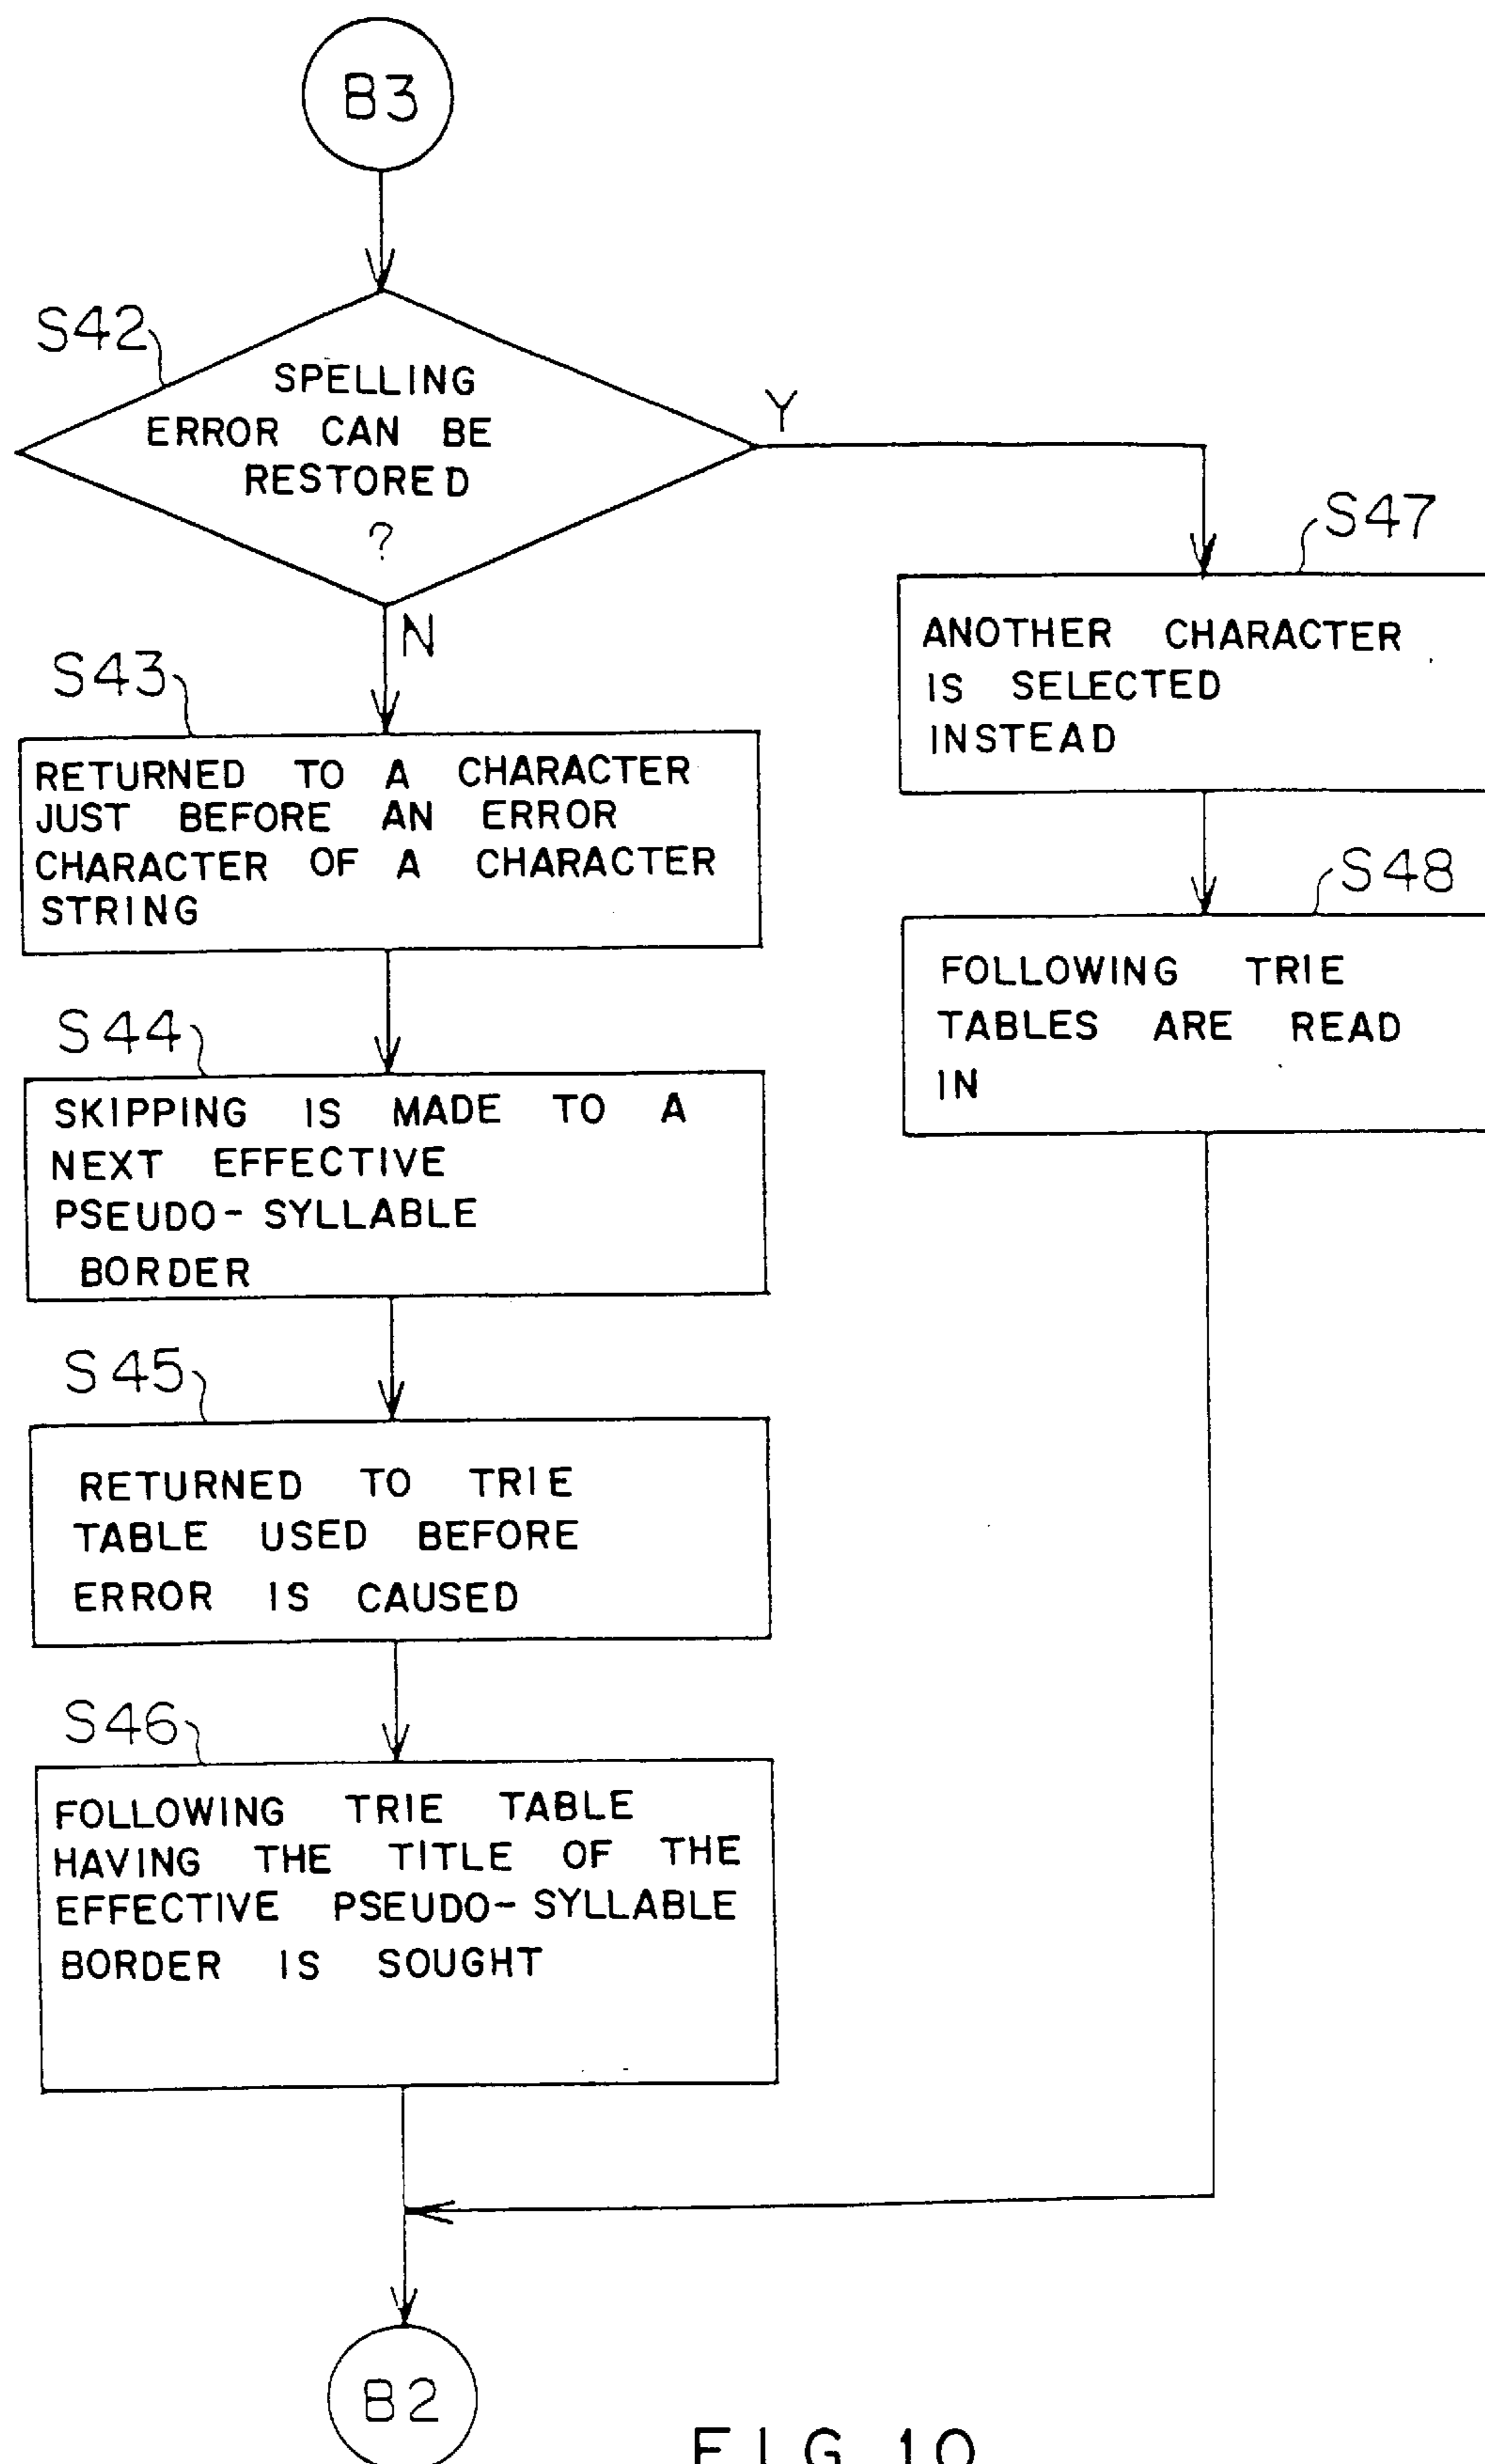 B3
S42
SPELLING
ERROR CAN BE
RESTORED
?
Y
N
S43
RETURNED TO A CHARACTER
JUST BEFORE AN ERROR
CHARACTER OF A CHARACTER
STRING
S44
SKIPPING IS MADE TO A
NEXT EFFECTIVE
PSEUDO-SYLLABLE
BORDER
S45
RETURNED TO TRIE
TABLE USED BEFORE
ERROR IS CAUSED
S46
FOLLOWING TRIE TABLE
HAVING THE TITLE OF THE
EFFECTIVE PSEUDO-SYLLABLE
BORDER IS SOUGHT
S47
ANOTHER CHARACTER
IS SELECTED
INSTEAD
S48
FOLLOWING TRIE
TABLES ARE READ
IN
B2
FIG.10